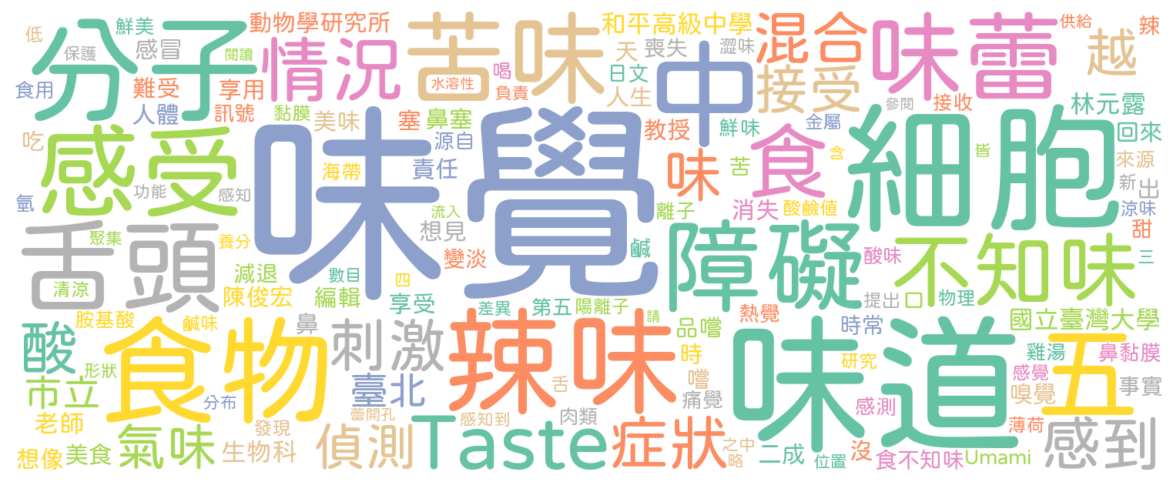 分子
情況
苦味
中
混合
味蕾
越
感受
味覺
接受
食
細胞
舌頭
障礙
不知味
酸
食物
刺激
辣味
味道
五
感到
市立
氣味
偵測
Taste
症狀
臺北
味
低
鮮美
動物學研究所
和平高級中學
供給
辣
保護
感冒
閱讀
喝
天
喪失
澀味
食用
難受
享用
水溶性
負責
日文
參閱
接收
林元露
人體
訊號
黏膜
美味
塞
鼻塞
人生
教授
鮮味
金屬
回來
吃
源自
苦
含
皆
來源
功能
感知
海帶
責任
新
出
氫
流入
離子
消失
酸鹼值
涼味
甜
聚集
養分
想見
鹹
酸味
三
減退
數目
四
變淡
清涼
陳俊宏
編輯
享受
差異
第五
陽離子
熱覺
提出
口
物理
胺基酸
鹹味
鼻
請
品嚐
時常
國立臺灣大學
形狀
時
研究
雞湯
鼻黏膜
分布
舌
嚐
痛覺
感測
感覺
嗅覺
事實
老師
發現
蕾開孔
感知到
肉類
薄荷
想像
美食
生物科
之中
略
二成
位置
沒
食不知味
Umami